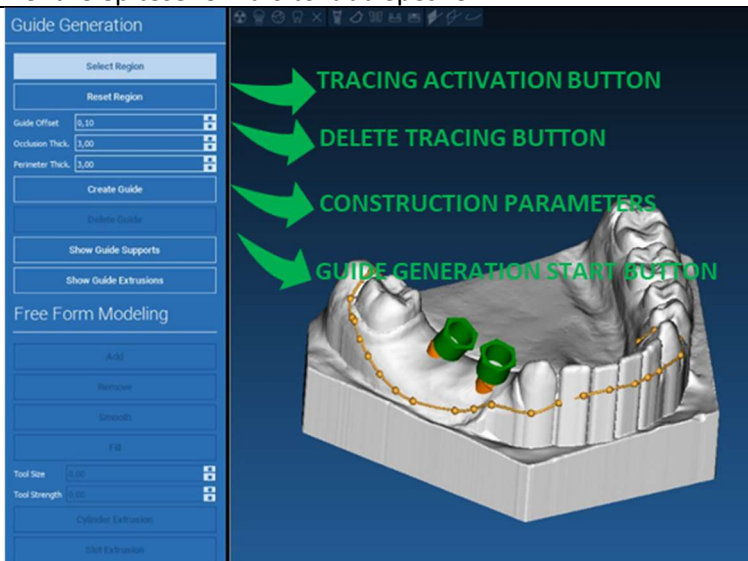 Guide Generation
Select Region
Reset Region
Guide Offset 0,10
Occlusion Thick. 3,00
Perimeter Thick. 3,00
Create Guide
Delete Guide
Show Guide Supports
Show Guide Extrusions
Free Form Modeling
Add
Remove
Smooth
Fill
Tool Size
Tool Strength
Cylinder Extrusion
Slot Extrusion
TRACING ACTIVATION BUTTON
DELETE TRACING BUTTON
CONSTRUCTION PARAMETERS
GUIDE GENERATION START BUTTON